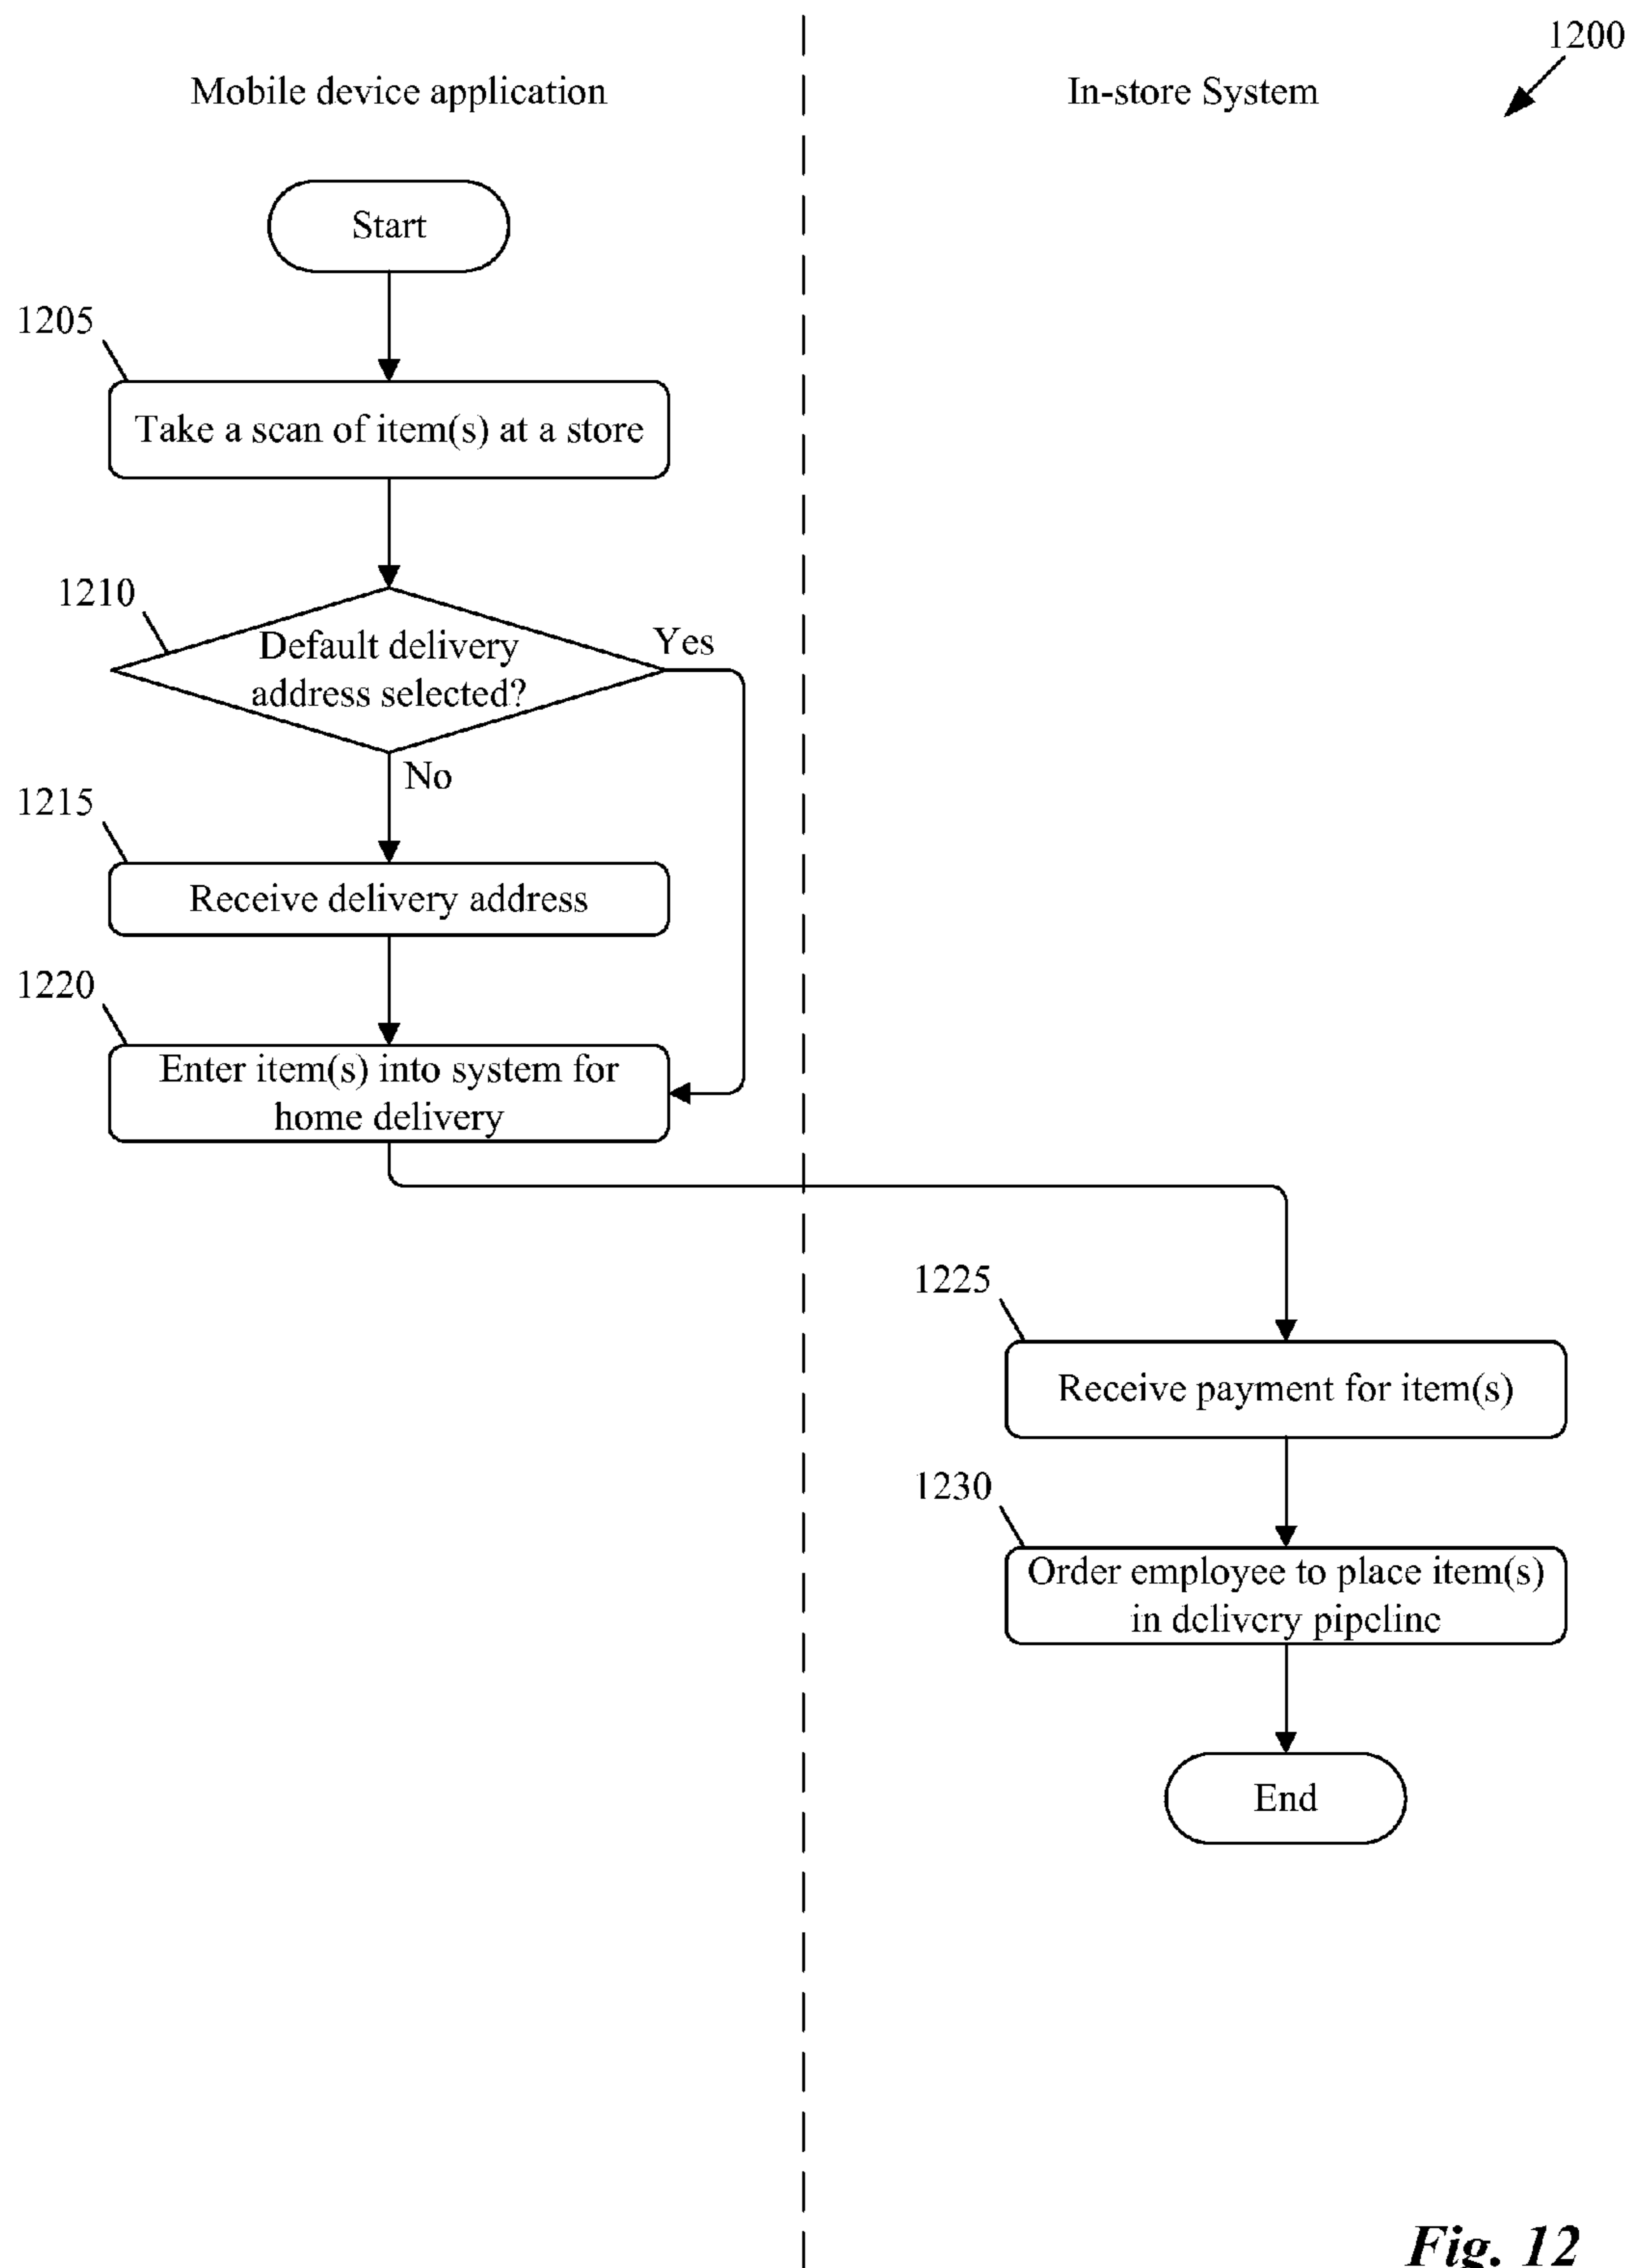 1200
Mobile device application
In-store System
Start
1205
Take a scan of item(s) at a store
1210
Default delivery
address selected?
Yes
No
1215
Receive delivery address
1220
Enter item(s) into system for
home delivery
1225
Receive payment for item(s)
1230
Order employee to place item(s)
in delivery pipeline
End
Fig. 12